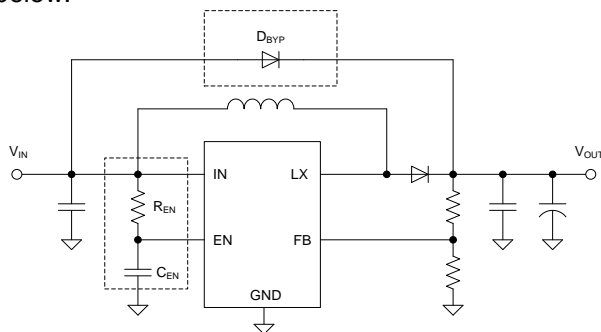 below:
D_BYP
V_IN
V_OUT
IN
LX
R_EN
EN
FB
C_EN
GND